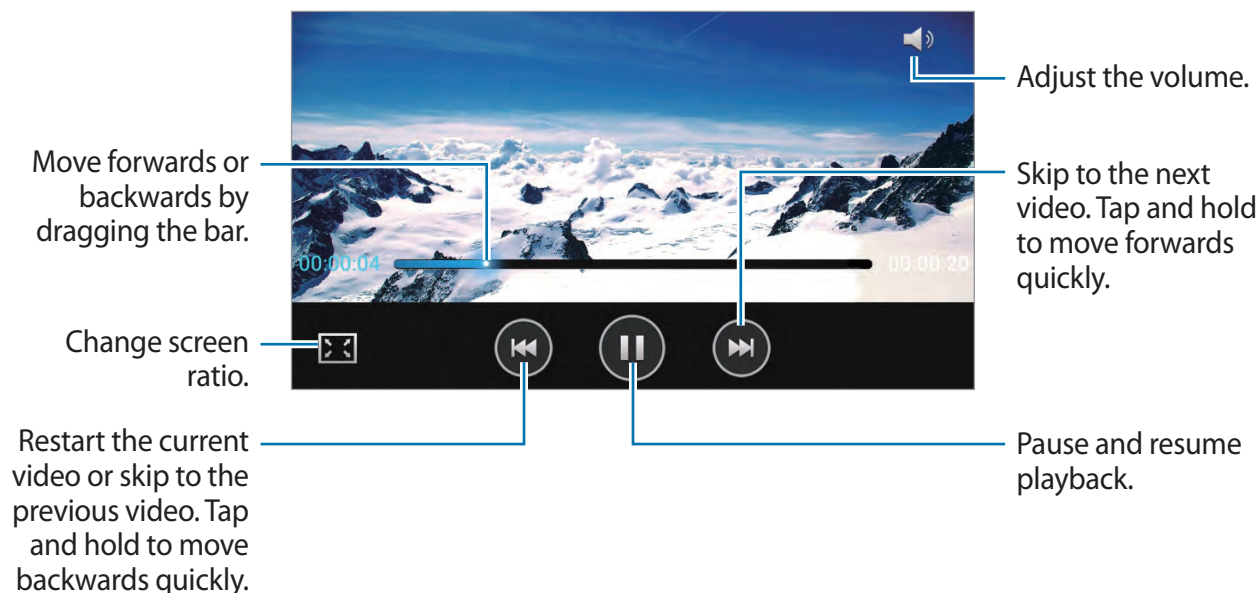 Adjust the volume.
Move forwards or
backwards by
dragging the bar.
Skip to the next
video. Tap and hold
to move forwards
quickly.
00:00:04
00:00:20
Change screen
ratio.
Restart the current
video or skip to the
previous video. Tap
and hold to move
backwards quickly.
Pause and resume
playback.